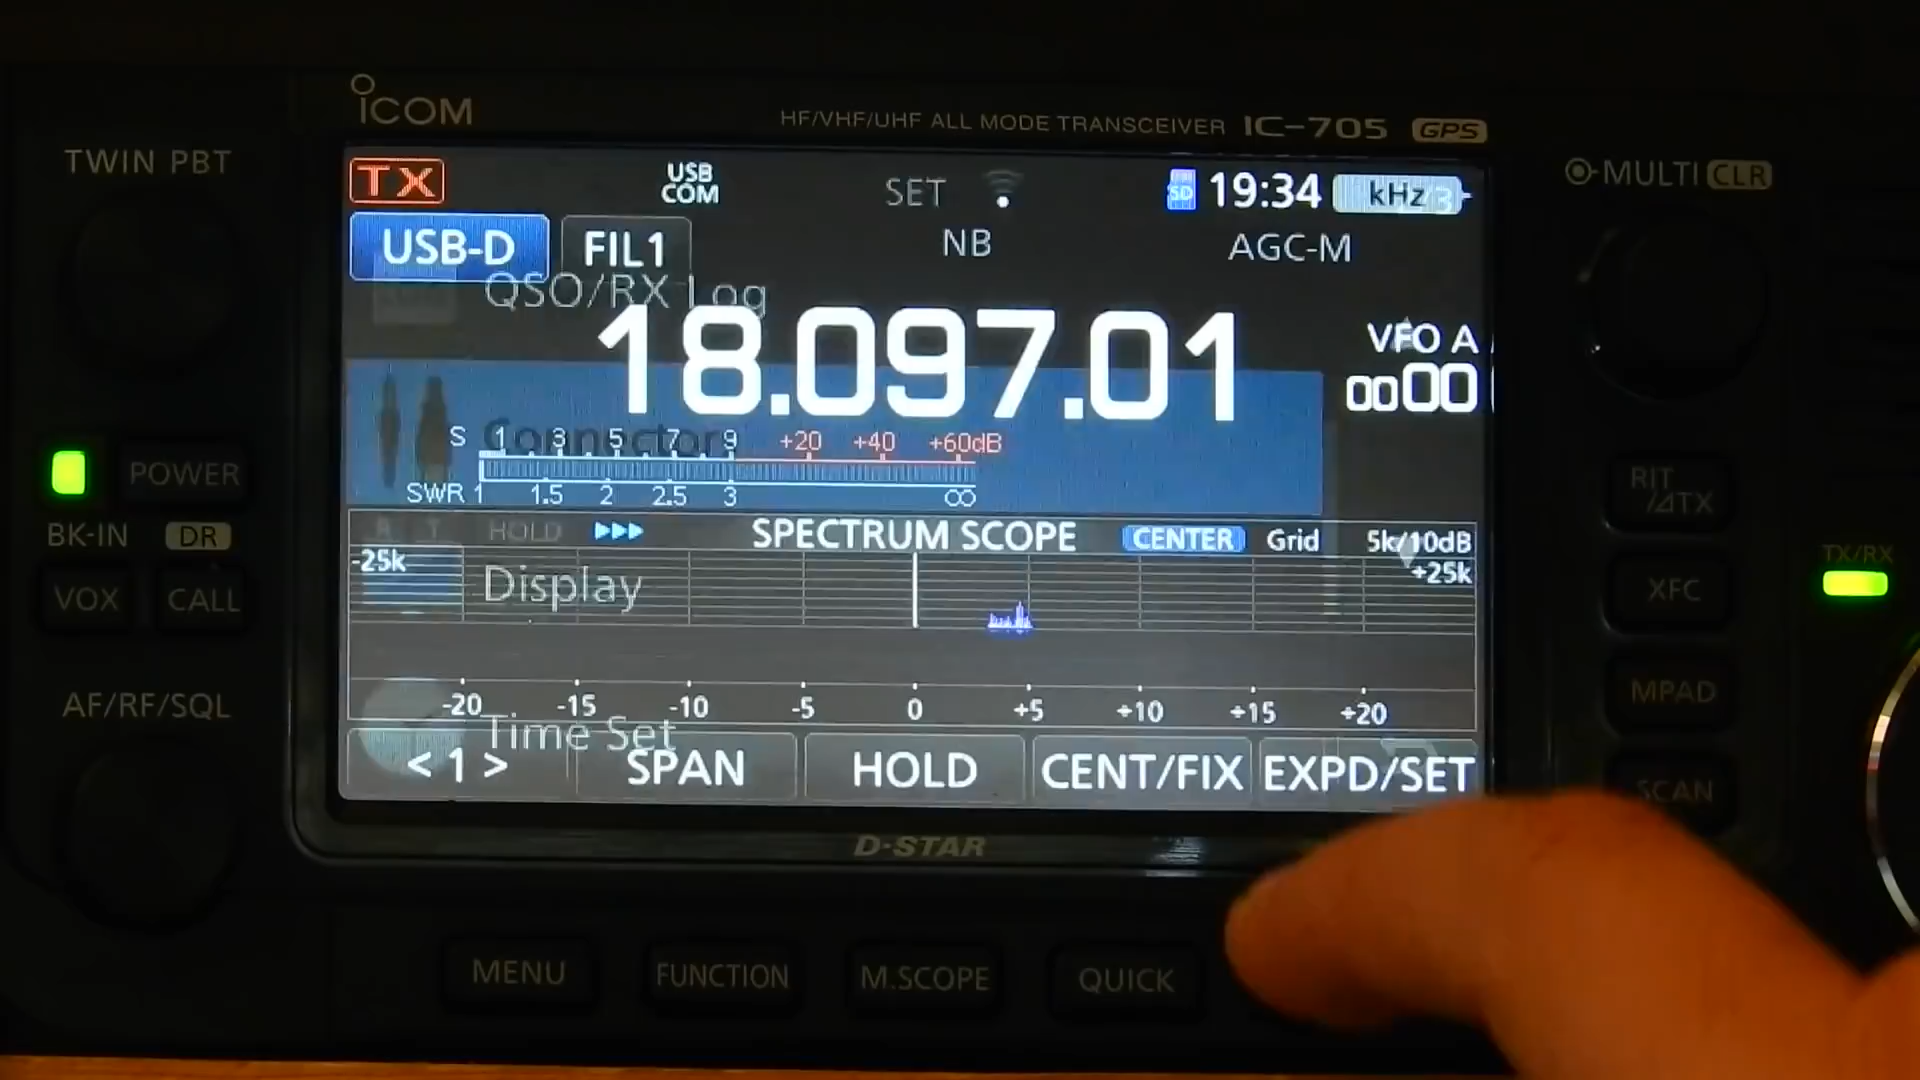 ICOM
HF/VHF/UHF ALL MODE TRANSCEIVER IC-705 GPS
TWIN PBT
MULTI CLR
TX
USB
COM
SET
SD
19:34
kHz
USB-D
FIL1
NB
AGC-M
QSO/RX Log
18.097.01
VFO A
0000
S 1 3 5 7 9 +20 +40 +60dB
Connectors
SWR 1 1.5 2 2.5 3 ∞
POWER
BK-IN
DR
VOX
CALL
AF/RF/SQL
HOLD
SPECTRUM SCOPE
CENTER
Grid
5k/10dB
-25k
+25k
Display
-20 -15 -10 -5 0 +5 +10 +15 +20
Time Set
< 1 >
SPAN
HOLD
CENT/FIX
EXPD/SET
RIT
/ΔTX
TX/RX
XFC
MPAD
SCAN
D-STAR
MENU
FUNCTION
M.SCOPE
QUICK